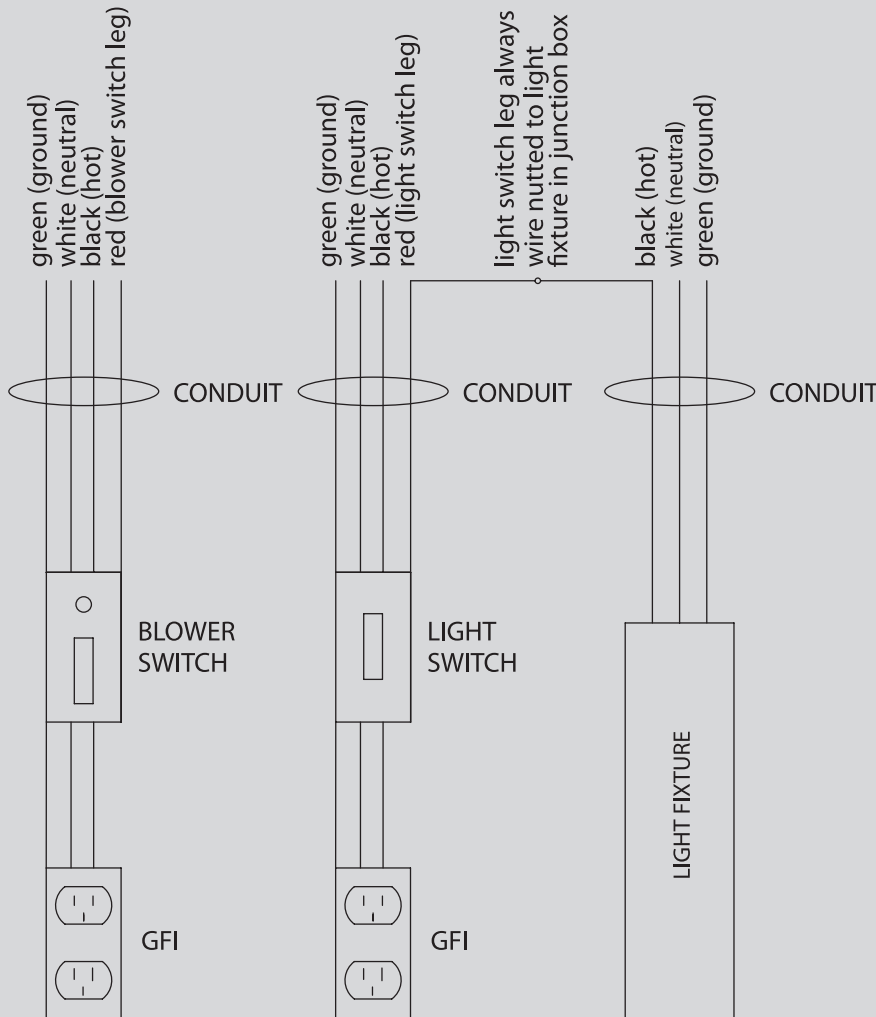 green (ground)
white (neutral)
black (hot)
red (blower switch leg)
green (ground)
white (neutral)
black (hot)
red (light switch leg)
light switch leg always
wire nutted to light
fixture in junction box
black (hot)
white (neutral)
green (ground)
CONDUIT
CONDUIT
CONDUIT
BLOWER
SWITCH
LIGHT
SWITCH
LIGHT FIXTURE
GFI
GFI